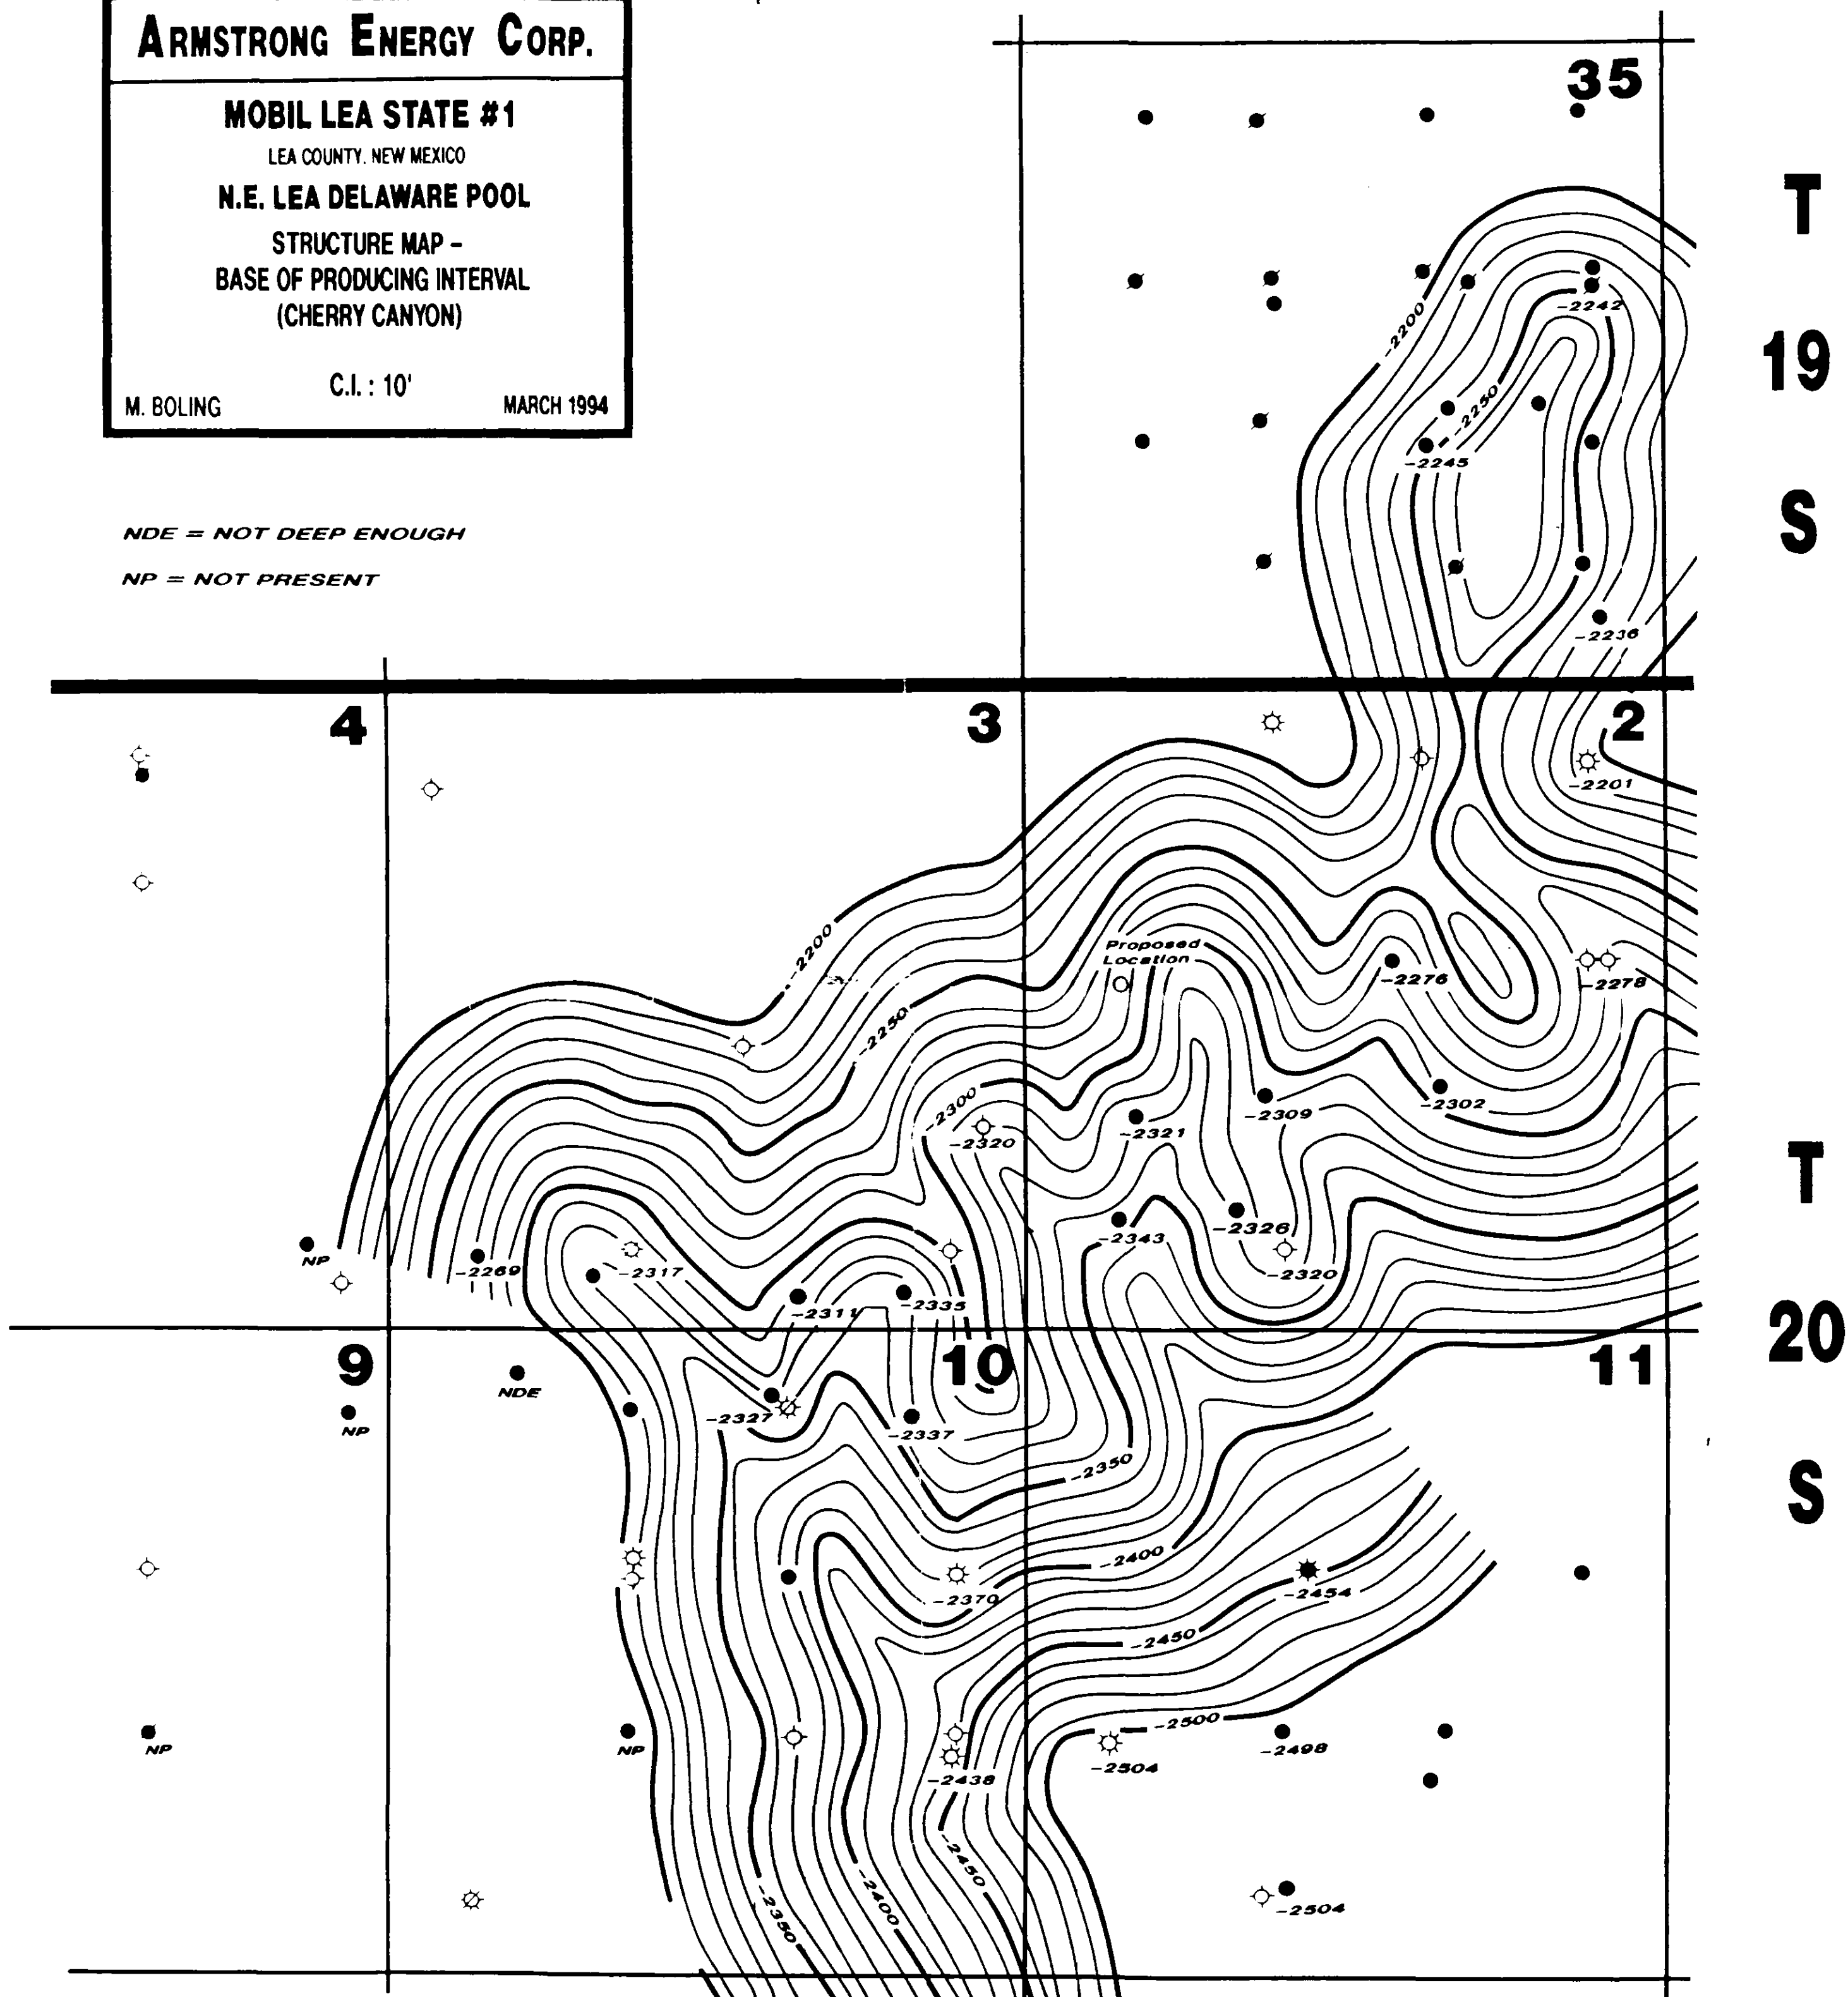 ARMSTRONG ENERGY CORP.
MOBIL LEA STATE #1
LEA COUNTY, NEW MEXICO
N.E. LEA DELAWARE POOL
STRUCTURE MAP -
BASE OF PRODUCING INTERVAL
(CHERRY CANYON)
C.I. : 10'
M. BOLING
MARCH 1994
NDE = NOT DEEP ENOUGH
NP = NOT PRESENT
35
T
19
S
-2200
-2242
-2250
-2245
-2236
4
3
2
-2201
-2200
Proposed
Location
-2276
-2278
-2250
-2300
-2302
-2309
-2321
-2320
T
20
S
-2326
-2343
NP
-2269
-2317
-2320
-2311
-2335
9
10
11
NDE
NP
-2327
-2337
-2350
-2400
-2370
-2454
-2450
-2500
NP
NP
-2498
-2504
-2438
-2450
-2400
-2350
-2504